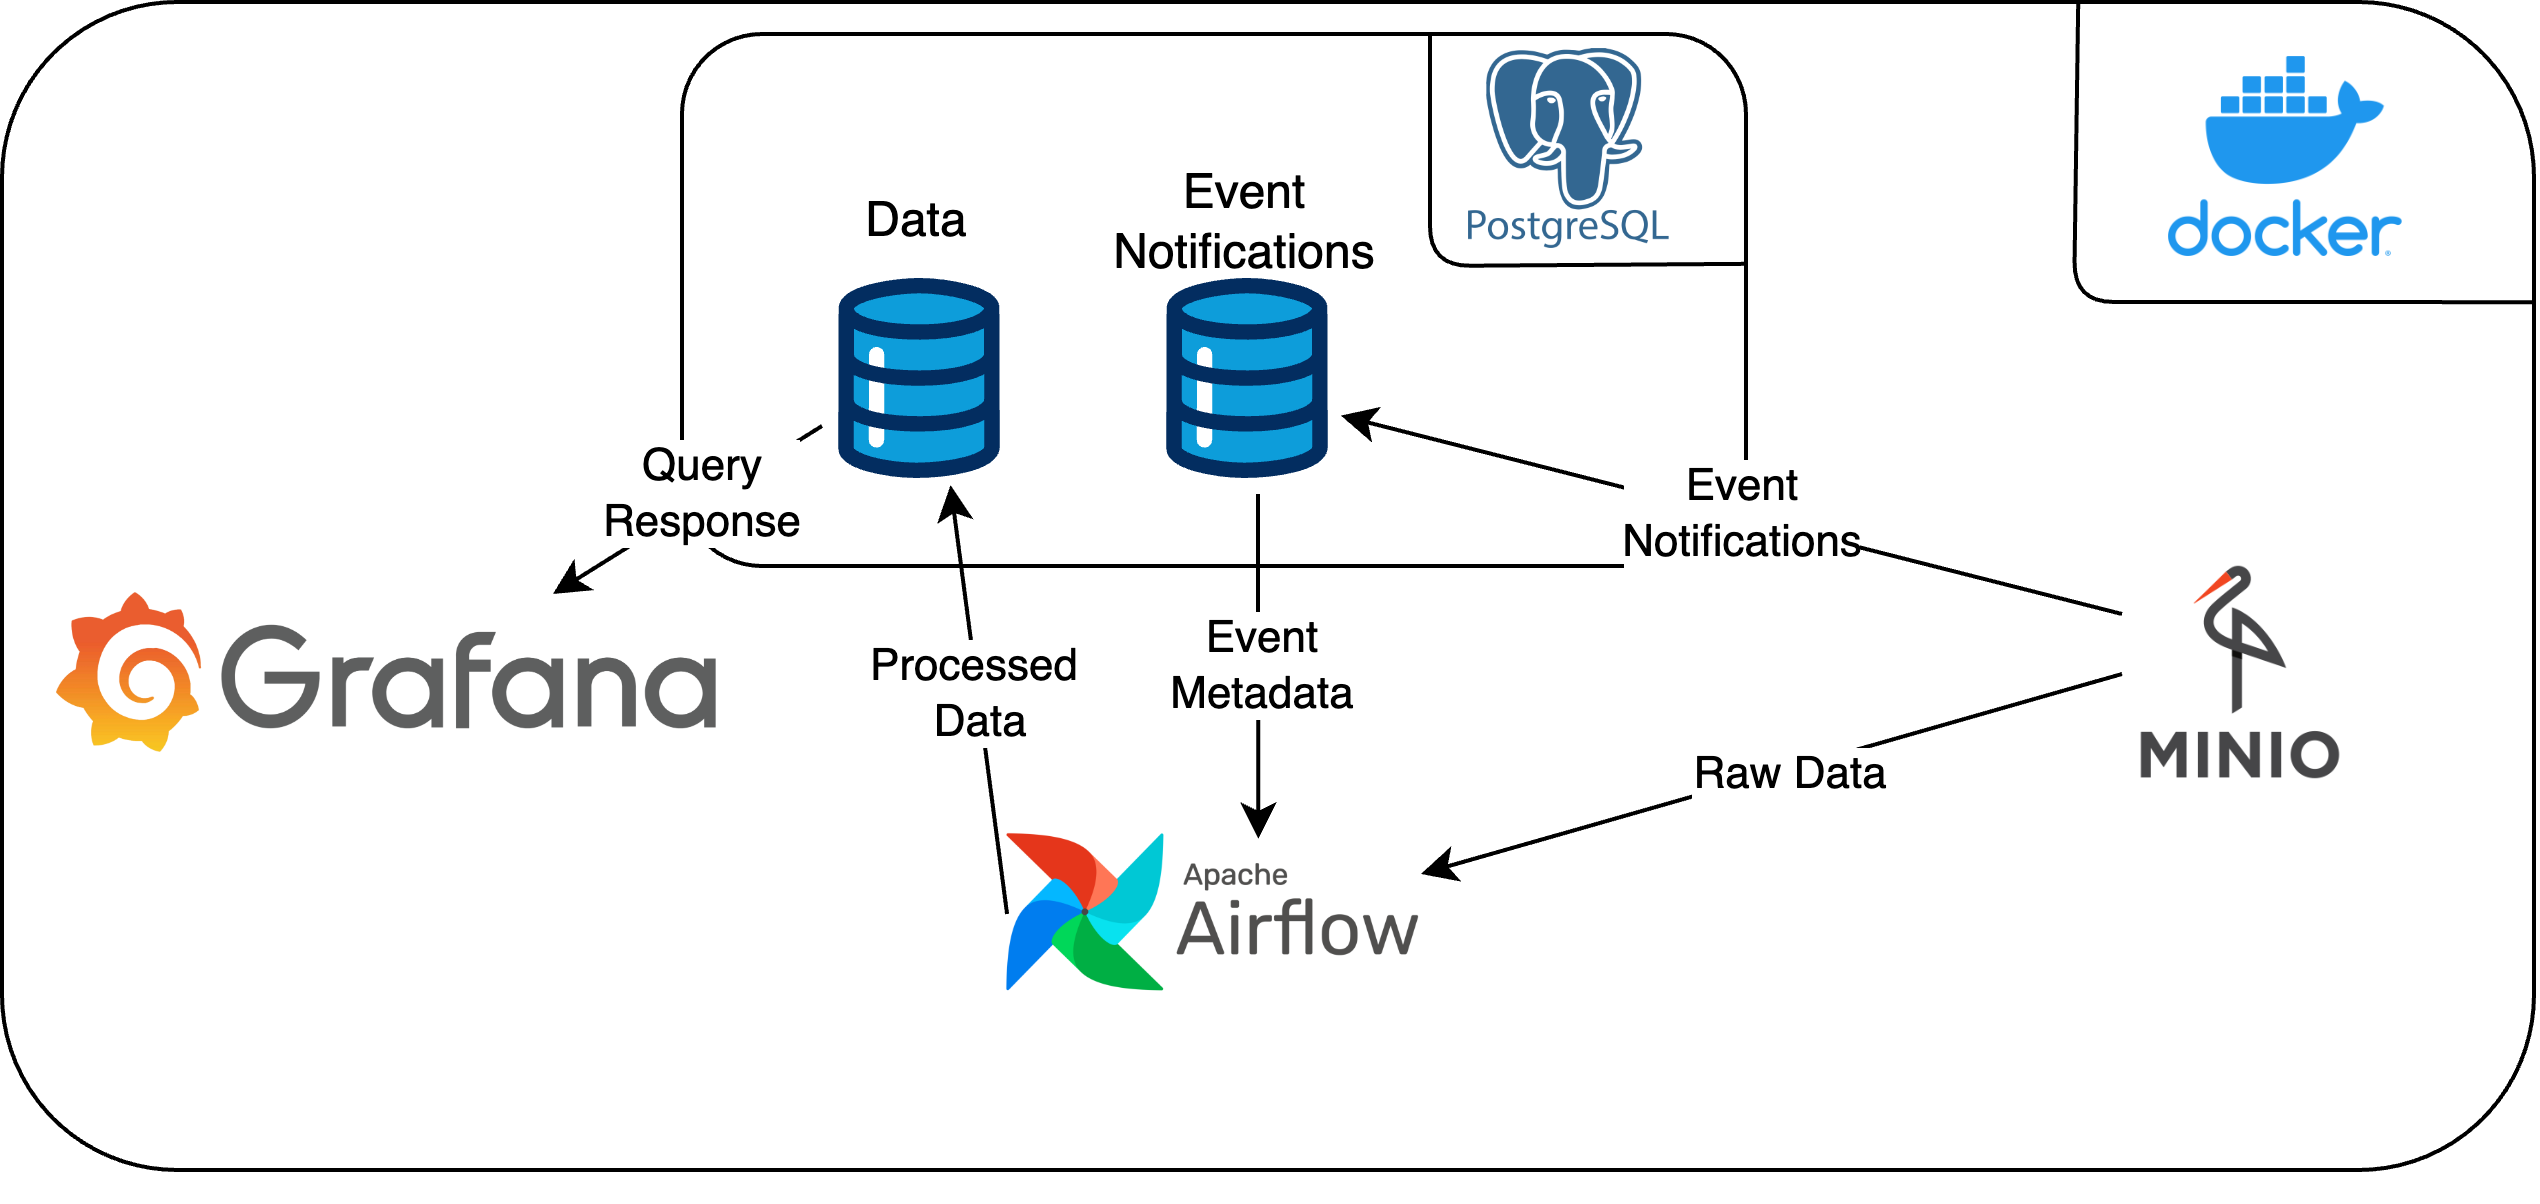 PostgreSQL
docker
Data
Event
Notifications
Query
Response
Event
Notifications
Grafana
Processed
Data
Event
Metadata
Raw Data
MINIO
Apache
Airflow